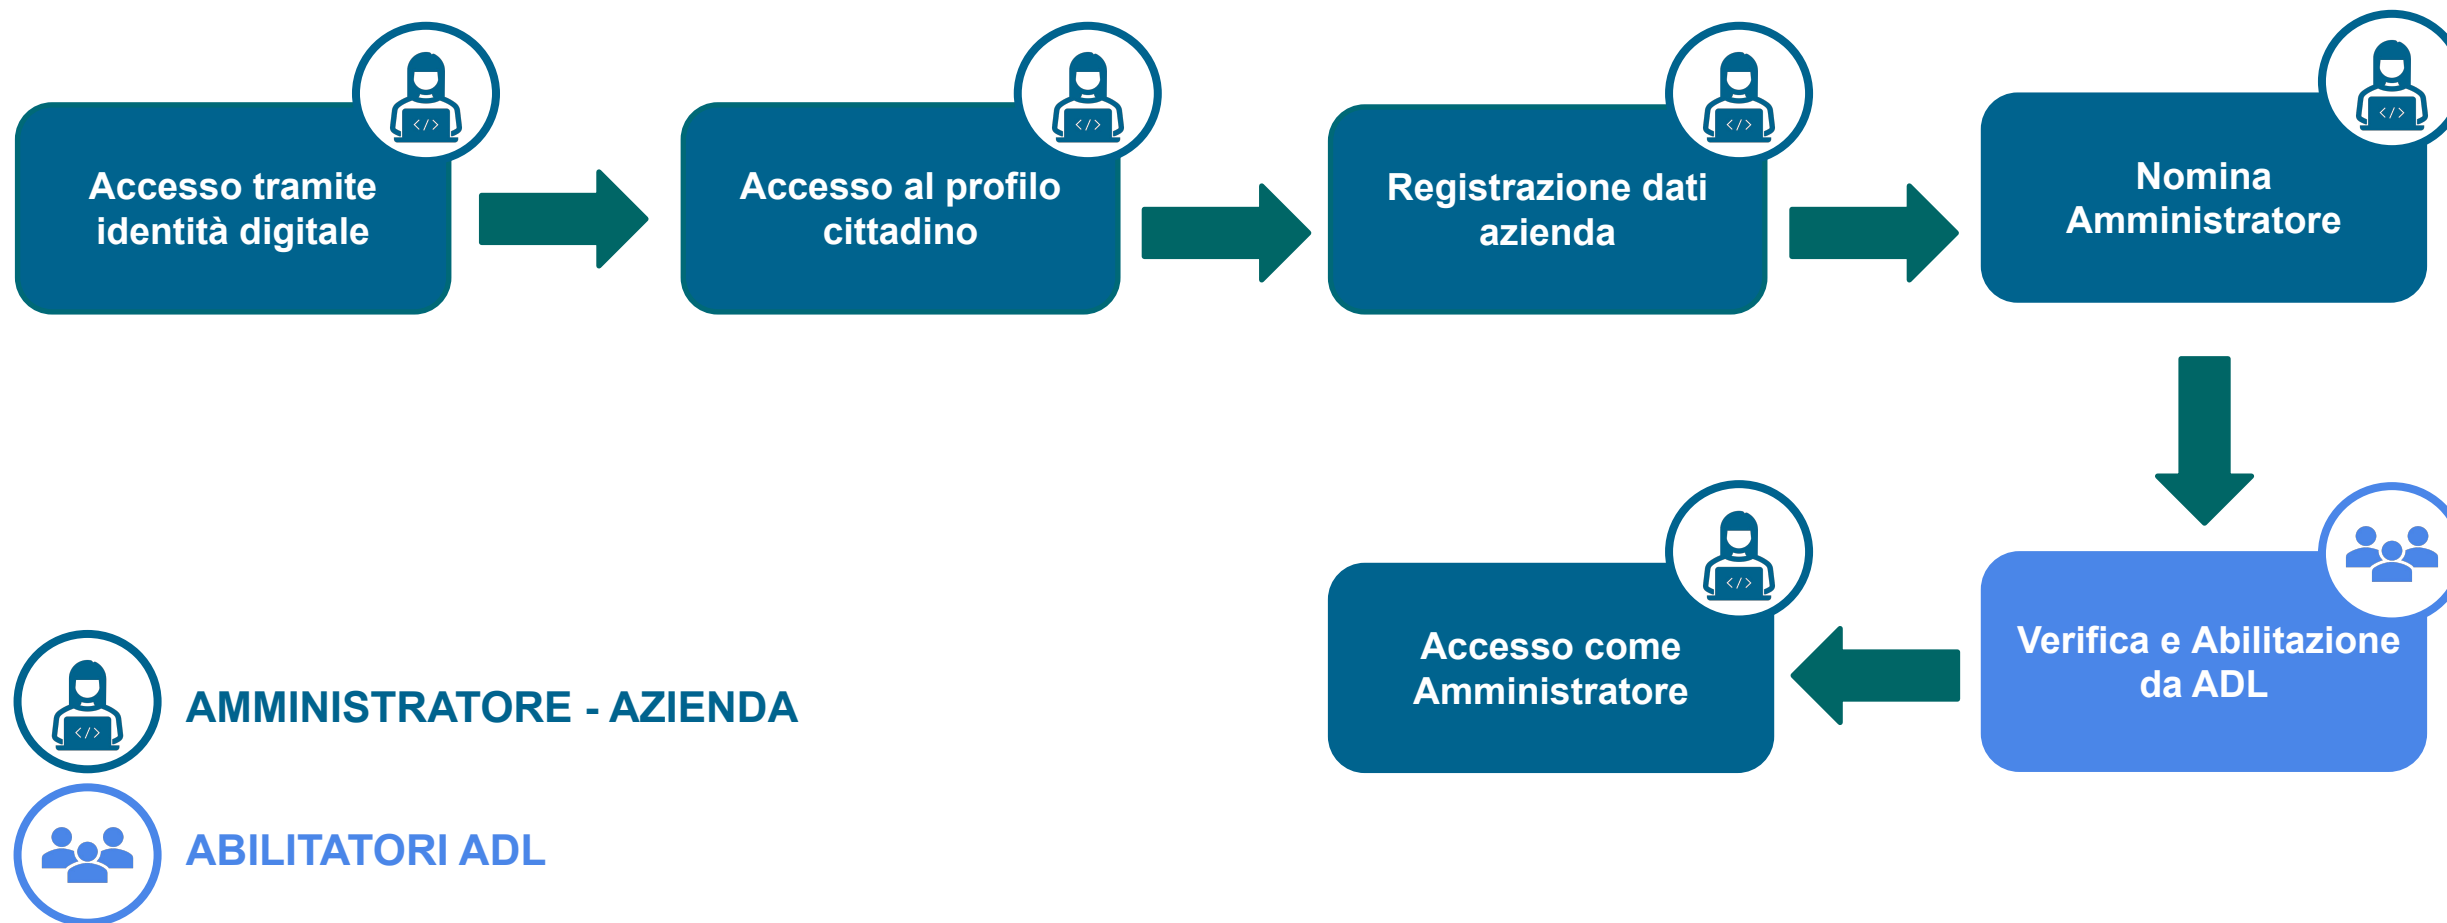 Accesso tramite
identità digitale
Accesso al profilo
cittadino
Registrazione dati
azienda
Nomina
Amministratore
Verifica e Abilitazione
da ADL
Accesso come
Amministratore
AMMINISTRATORE - AZIENDA
ABILITATORI ADL